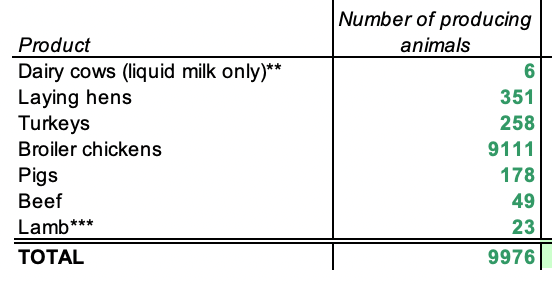 Product Number of producing animals
Dairy cows (liquid milk only)** 6
Laying hens 351
Turkeys 258
Broiler chickens 9111
Pigs 178
Beef 49
Lamb*** 23
TOTAL 9976